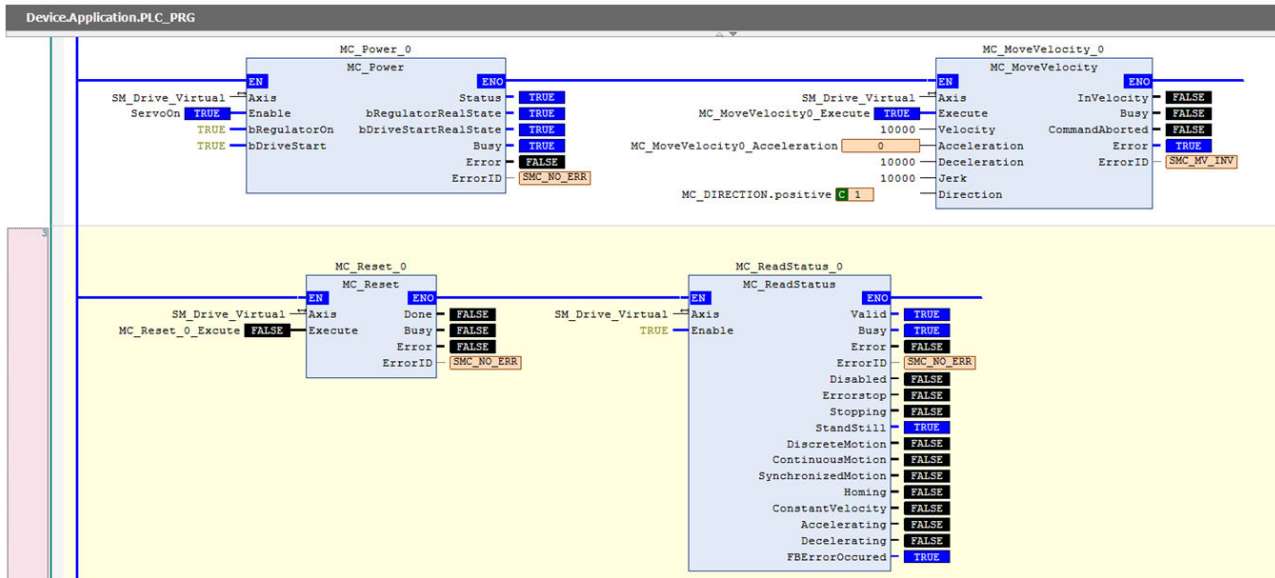 Device.Application.PLC_PRG
MC_Power_0
MC_Power
EN ENO
SM_Drive_Virtual Axis Status TRUE
ServoOn TRUE Enable bRegulatorRealState TRUE
TRUE bRegulatorOn bDriveStartRealState TRUE
TRUE bDriveStart Busy TRUE
Error FALSE
ErrorID SMC_NO_ERR
MC_MoveVelocity_0
MC_MoveVelocity
EN ENO
SM_Drive_Virtual Axis InVelocity FALSE
MC_MoveVelocity0_Execute TRUE Execute Busy FALSE
10000 Velocity CommandAborted FALSE
MC_MoveVelocity0_Acceleration 0 Acceleration Error TRUE
10000 Deceleration ErrorID SMC_MV_INV
10000 Jerk
MC_DIRECTION.positive C 1 Direction
3
MC_Reset_0
MC_Reset
EN ENO
SM_Drive_Virtual Axis Done FALSE
MC_Reset_0_Excute FALSE Execute Busy FALSE
Error FALSE
ErrorID SMC_NO_ERR
MC_ReadStatus_0
MC_ReadStatus
EN ENO
SM_Drive_Virtual Axis Valid TRUE
TRUE Enable Busy TRUE
Error FALSE
ErrorID SMC_NO_ERR
Disabled FALSE
Errorstop FALSE
Stopping FALSE
StandStill TRUE
DiscreteMotion FALSE
ContinuousMotion FALSE
SynchronizedMotion FALSE
Homing FALSE
ConstantVelocity FALSE
Accelerating FALSE
Decelerating FALSE
FBErrorOccured TRUE